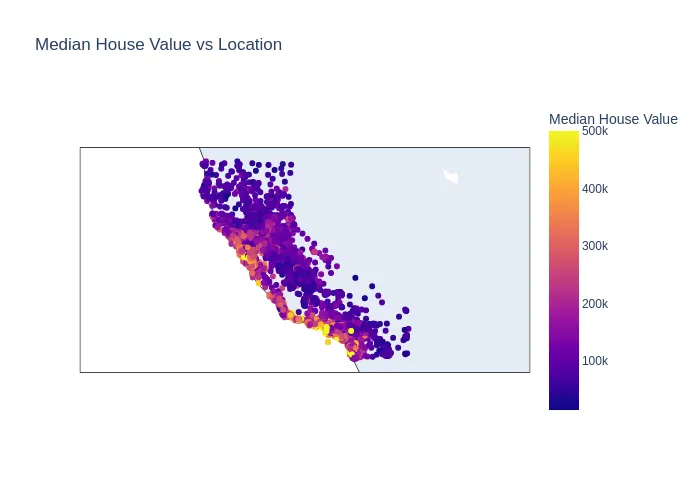 Median House Value vs Location
Median House Value
500k
400k
300k
200k
100k